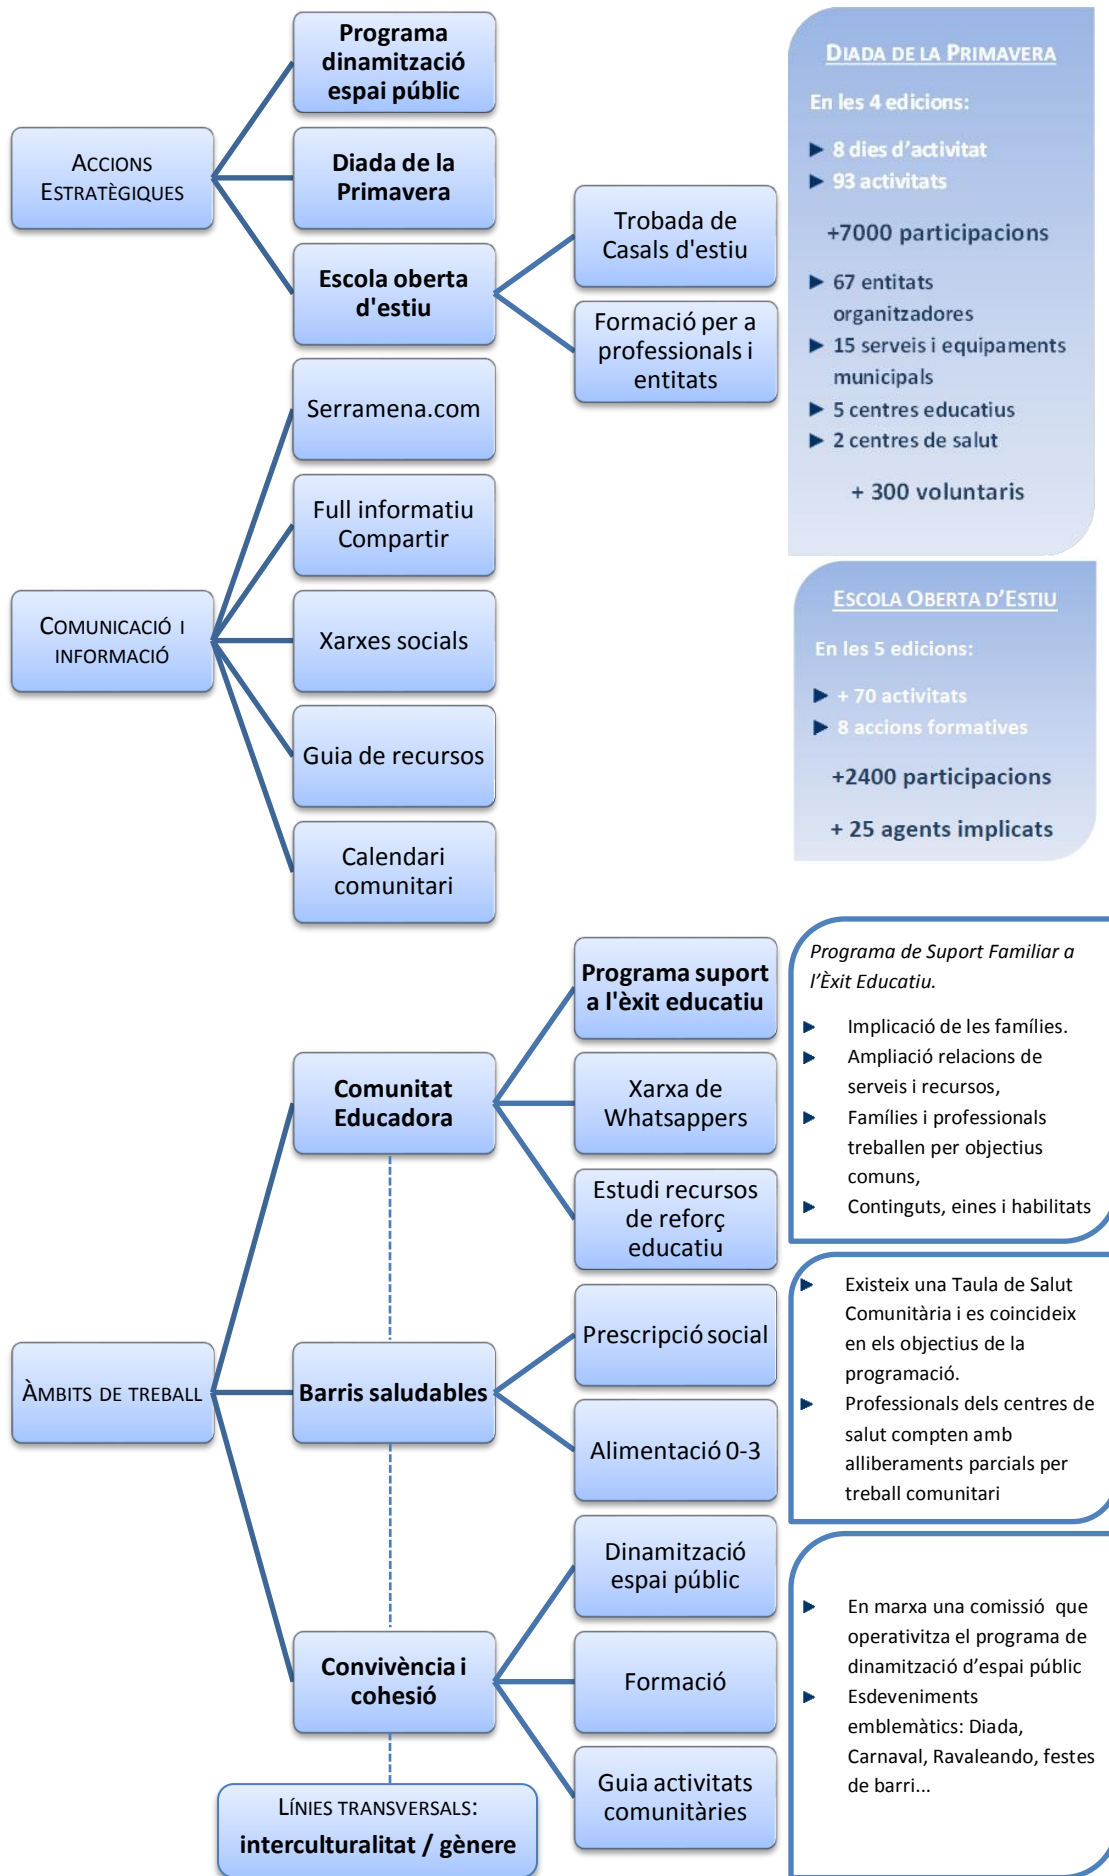 Programa
dinamització
espai públic
ACCIONS
ESTRATÈGIQUES
Diada de la
Primavera
Escola oberta
d'estiu
Trobada de
Casals d'estiu
Formació per a
professionals i
entitats
DIADA DE LA PRIMAVERA
En les 4 edicions:
► 8 dies d'activitat
► 93 activitats
+7000 participacions
► 67 entitats
organitzadores
► 15 serveis i equipaments
municipals
► 5 centres educatius
► 2 centres de salut
+ 300 voluntaris
COMUNICACIÓ I
INFORMACIÓ
Serramena.com
Full informatiu
Compartir
Xarxes socials
Guia de recursos
Calendari
comunitari
ESCOLA OBERTA D'ESTIU
En les 5 edicions:
► + 70 activitats
► 8 accions formatives
+2400 participacions
+ 25 agents implicats
ÀMBITS DE TREBALL
Comunitat
Educadora
Programa suport
a l'èxit educatiu
Xarxa de
Whatsappers
Estudi recursos
de reforç
educatiu
Programa de Suport Familiar a
l'Èxit Educatiu.
► Implicació de les famílies.
► Ampliació relacions de
serveis i recursos,
► Famílies i professionals
treballen per objectius
comuns,
► Continguts, eines i habilitats
Barris saludables
Prescripció social
Alimentació 0-3
► Existeix una Taula de Salut
Comunitària i es coincideix
en els objectius de la
programació.
► Professionals dels centres de
salut compten amb
alliberaments parcials per
treball comunitari
Convivència i
cohesió
Dinamització
espai públic
Formació
Guia activitats
comunitàries
► En marxa una comissió que
operativitza el programa de
dinamització d'espai públic
► Esdeveniments
emblemàtics: Diada,
Carnaval, Ravaleando, festes
de barri...
LÍNIES TRANSVERSALS:
interculturalitat / gènere